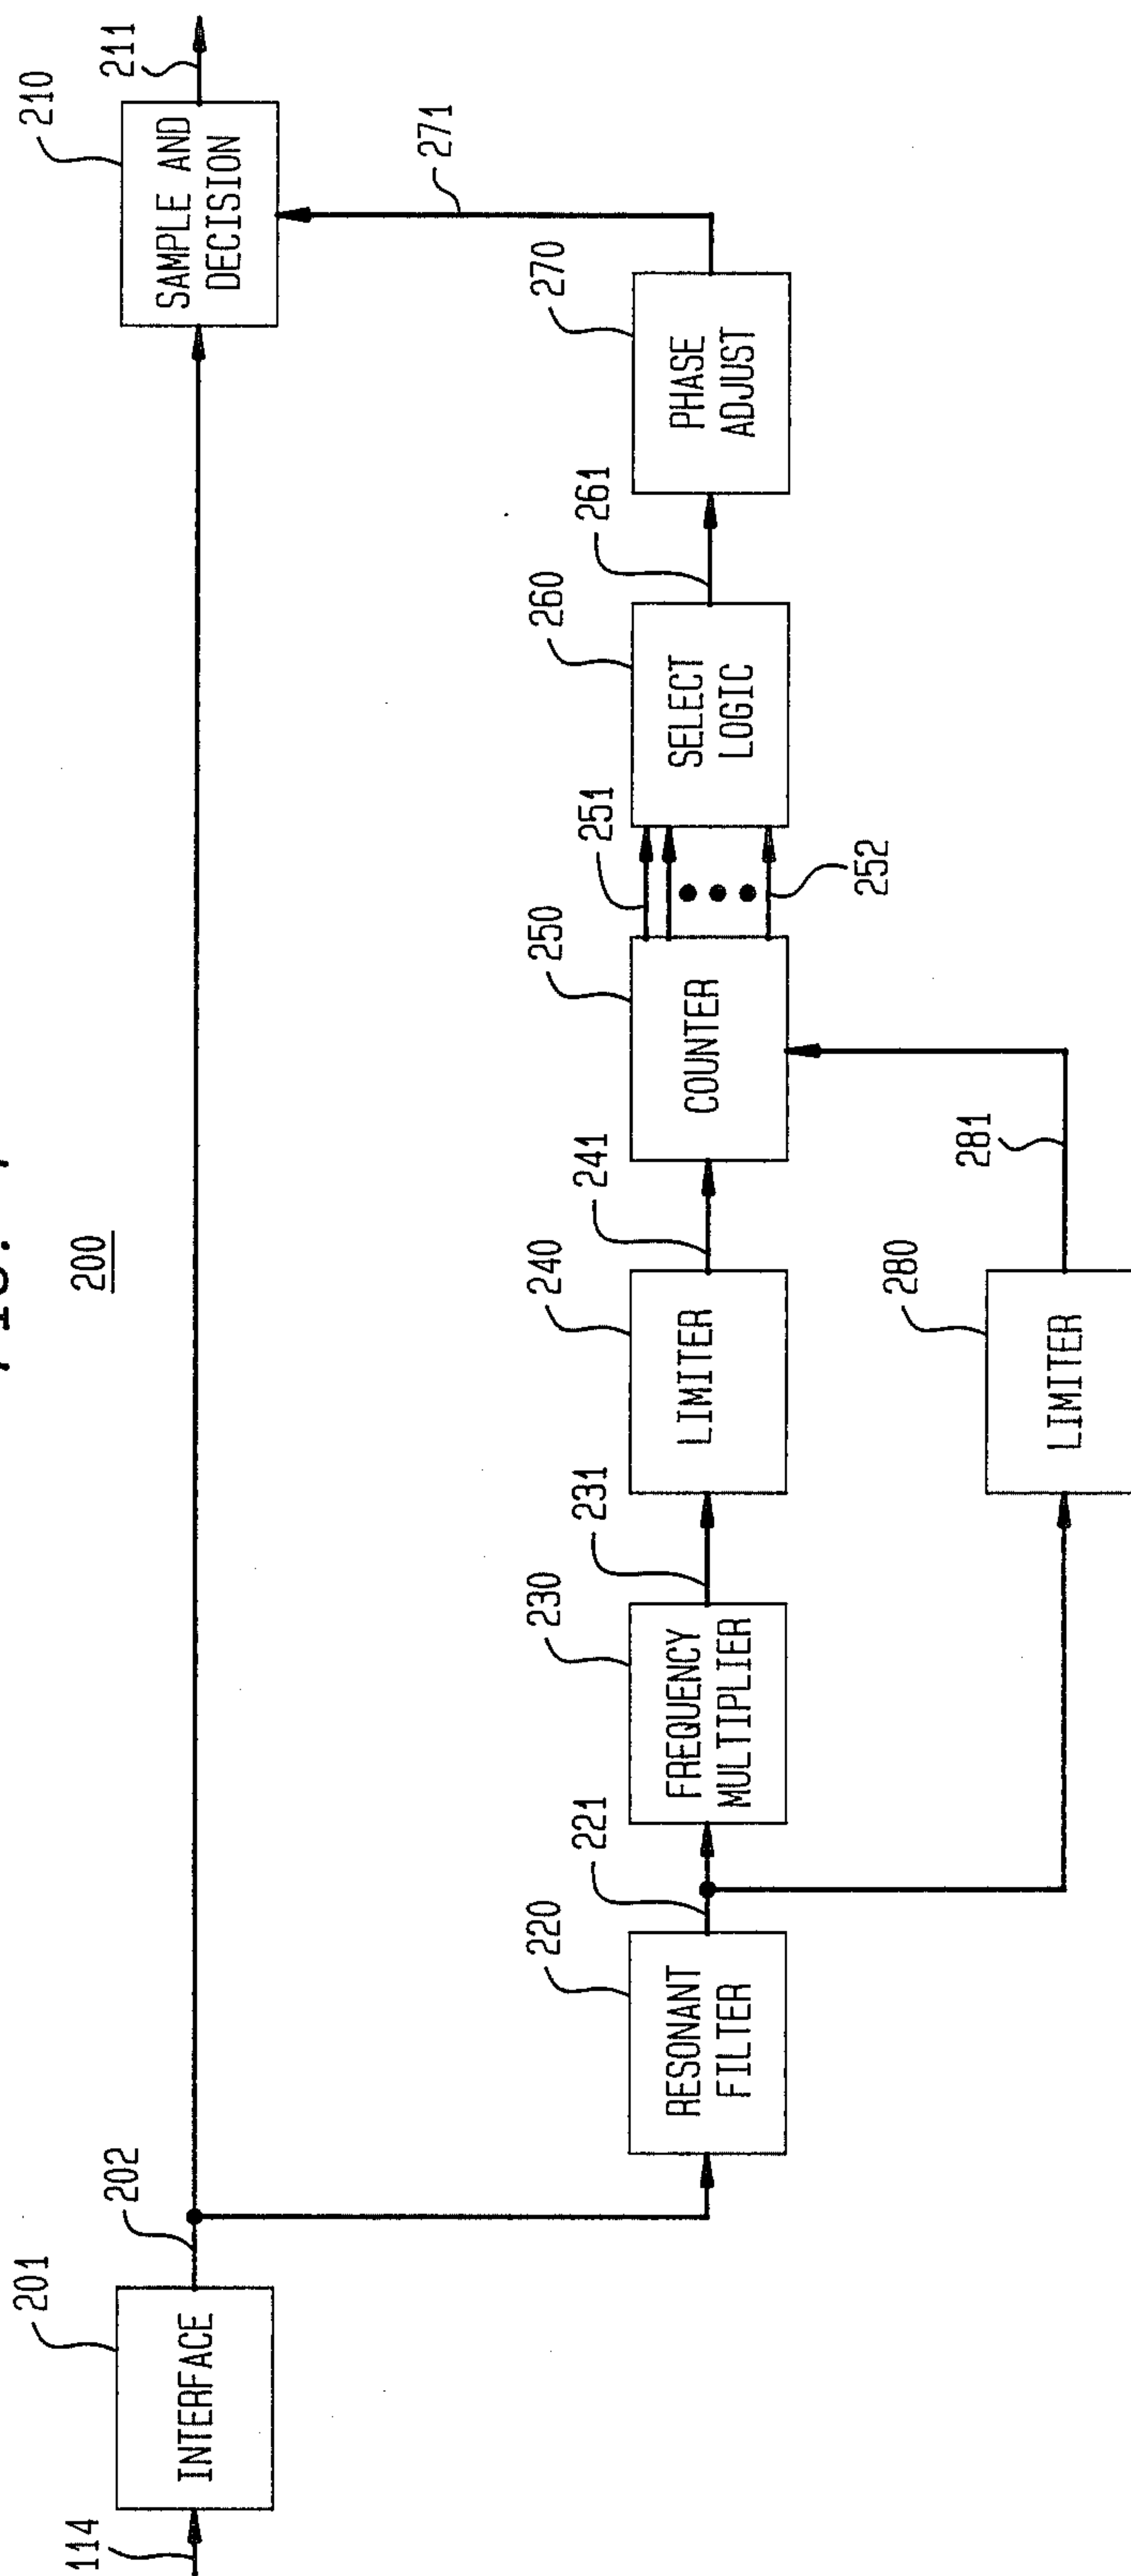 200
201
INTERFACE
114
202
210
SAMPLE AND
DECISION
211
271
220
RESONANT
FILTER
221
230
FREQUENCY
MULTIPLIER
231
240
LIMITER
241
250
COUNTER
251
252
260
SELECT
LOGIC
261
270
PHASE
ADJUST
280
LIMITER
281